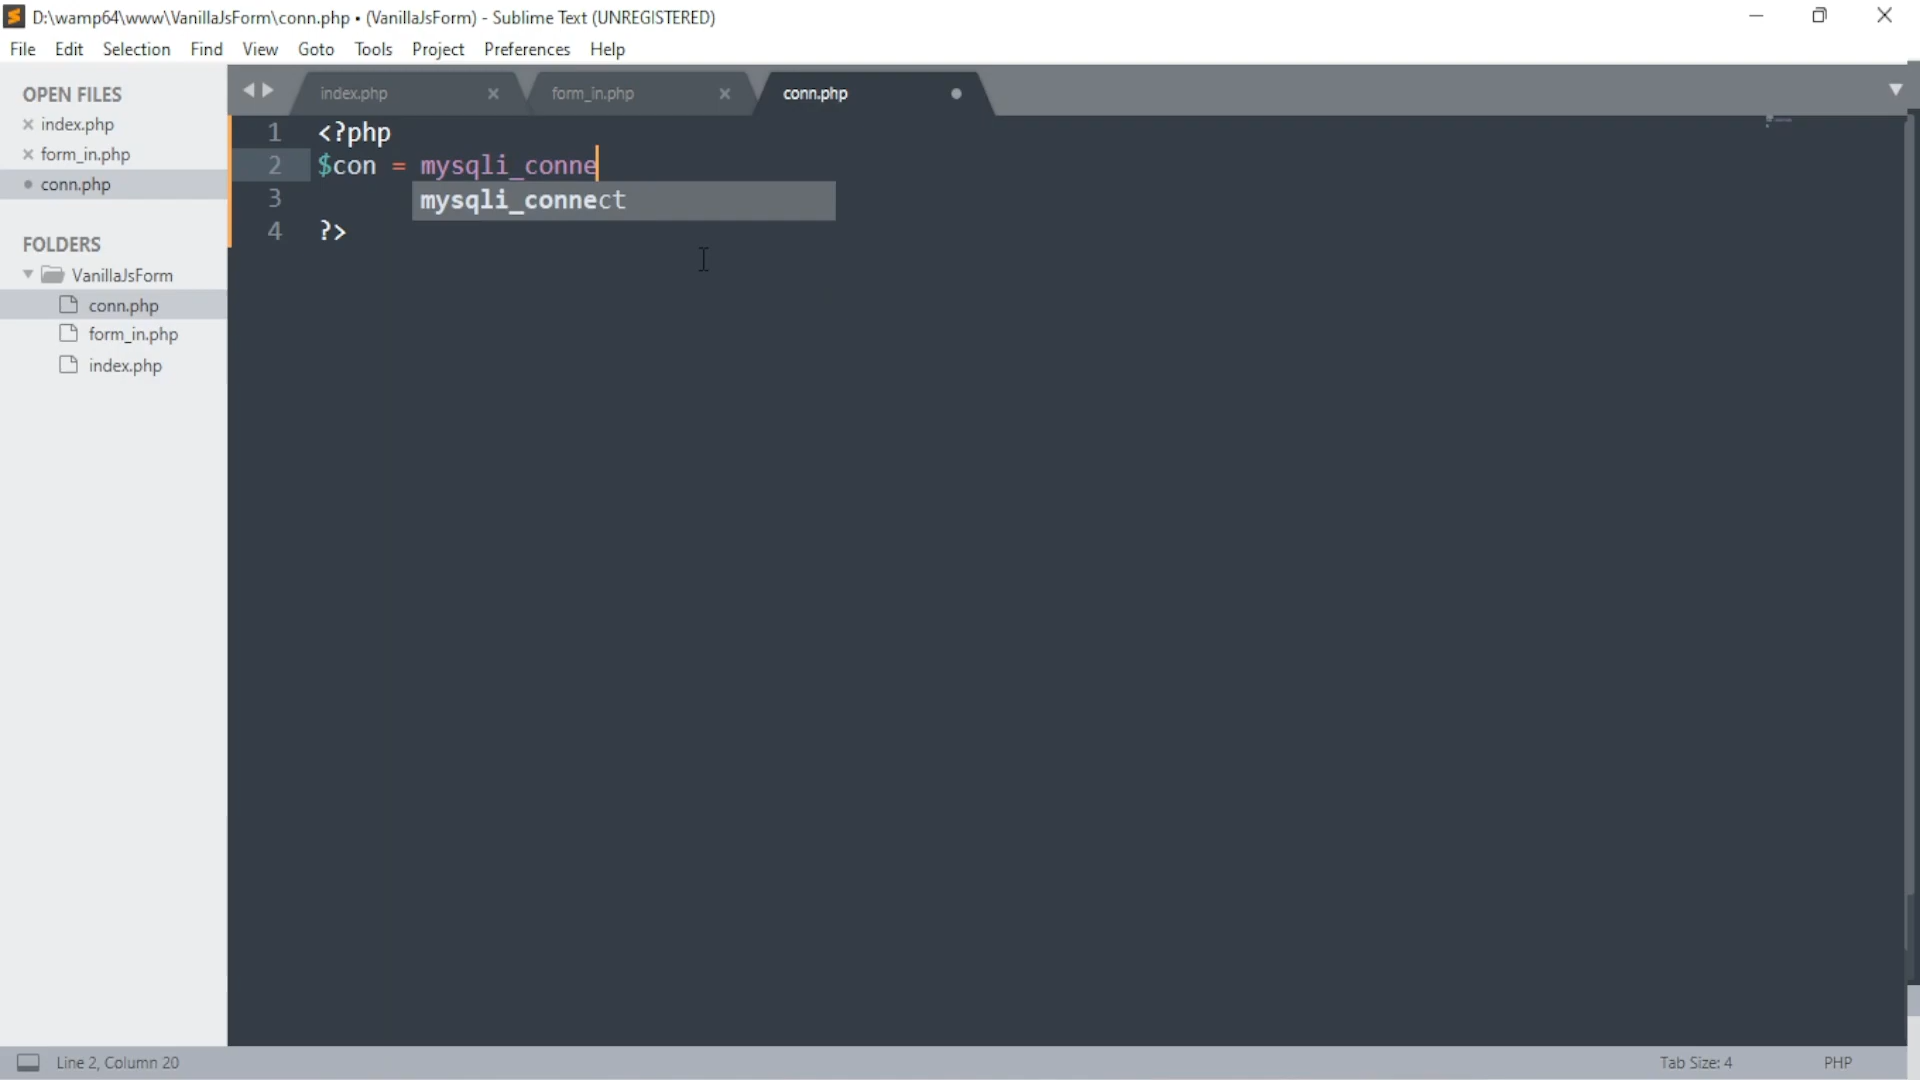 D:\wamp64\www\VanillaJsForm\conn.php • (VanillaJsForm) - Sublime Text (UNREGISTERED)
File Edit Selection Find View Goto Tools Project Preferences Help
OPEN FILES
index.php
form_in.php
conn.php
FOLDERS
VanillaJsForm
conn.php
form_in.php
index.php
index.php form_in.php conn.php
1 <?php
2 $con = mysqli_conne
mysqli_connect
3
4 ?>
Line 2, Column 20 Tab Size: 4 PHP